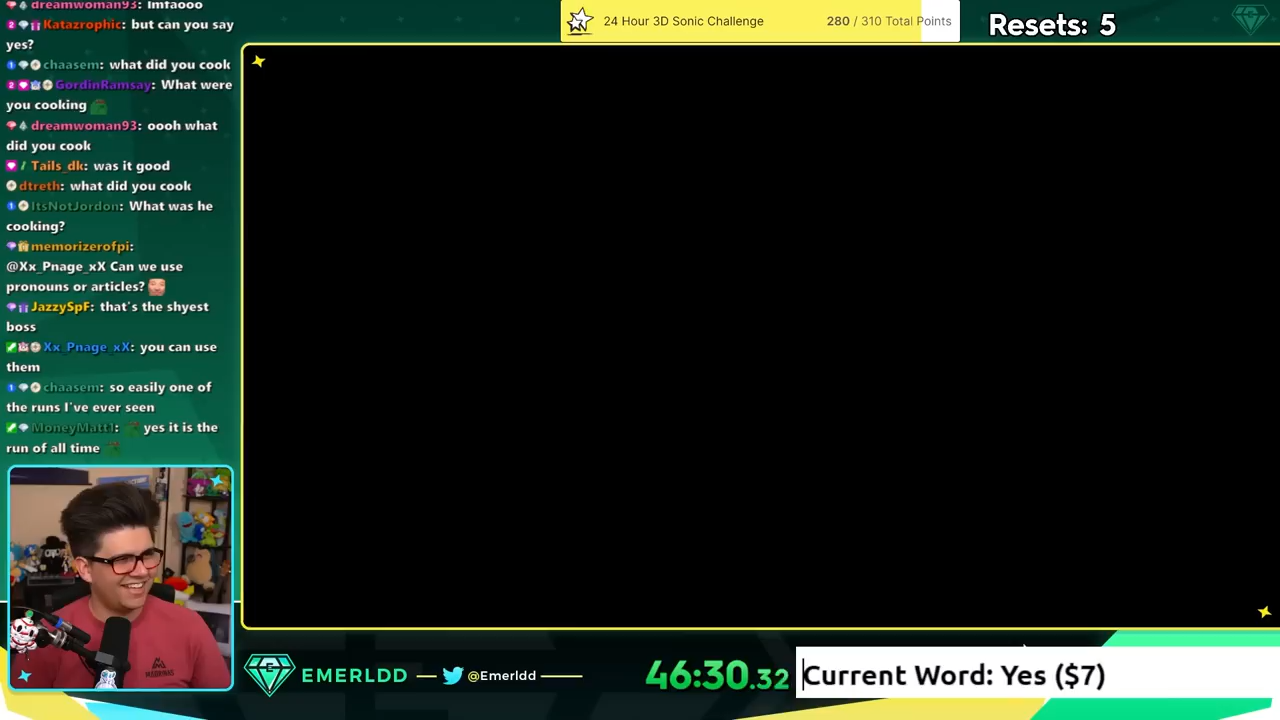 dreamwoman93: lmfaooo
Katazrophic: but can you say
yes?
chaasem: what did you cook
GordinRamsay: What were
you cooking
dreamwoman93: oooh what
did you cook
Tails_dk: was it good
dtreth: what did you cook
ItsNotJordon: What was he
cooking?
memorizerofpi:
@Xx_Pnage_xX Can we use
pronouns or articles?
JazzySpF: that's the shyest
boss
Xx_Pnage_xX: you can use
them
chaasem: so easily one of
the runs I've ever seen
MoneyMatt1: yes it is the
run of all time
24 Hour 3D Sonic Challenge 280 / 310 Total Points
Resets: 5
EMERLDD
@Emerldd
46:30.32
Current Word: Yes ($7)